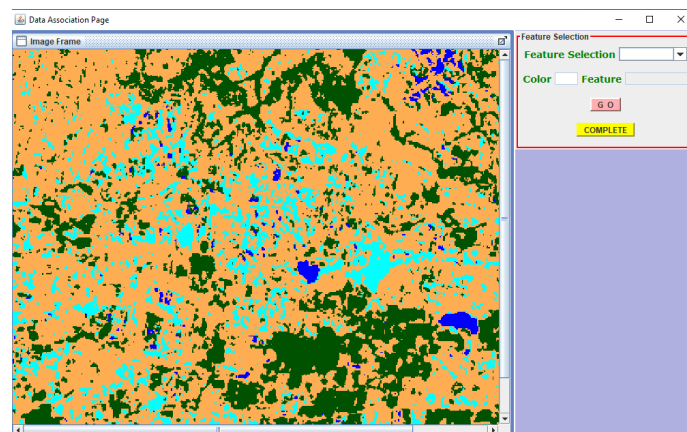 Data Association Page
Image Frame
Feature Selection
Feature Selection
Color Feature
G O
COMPLETE